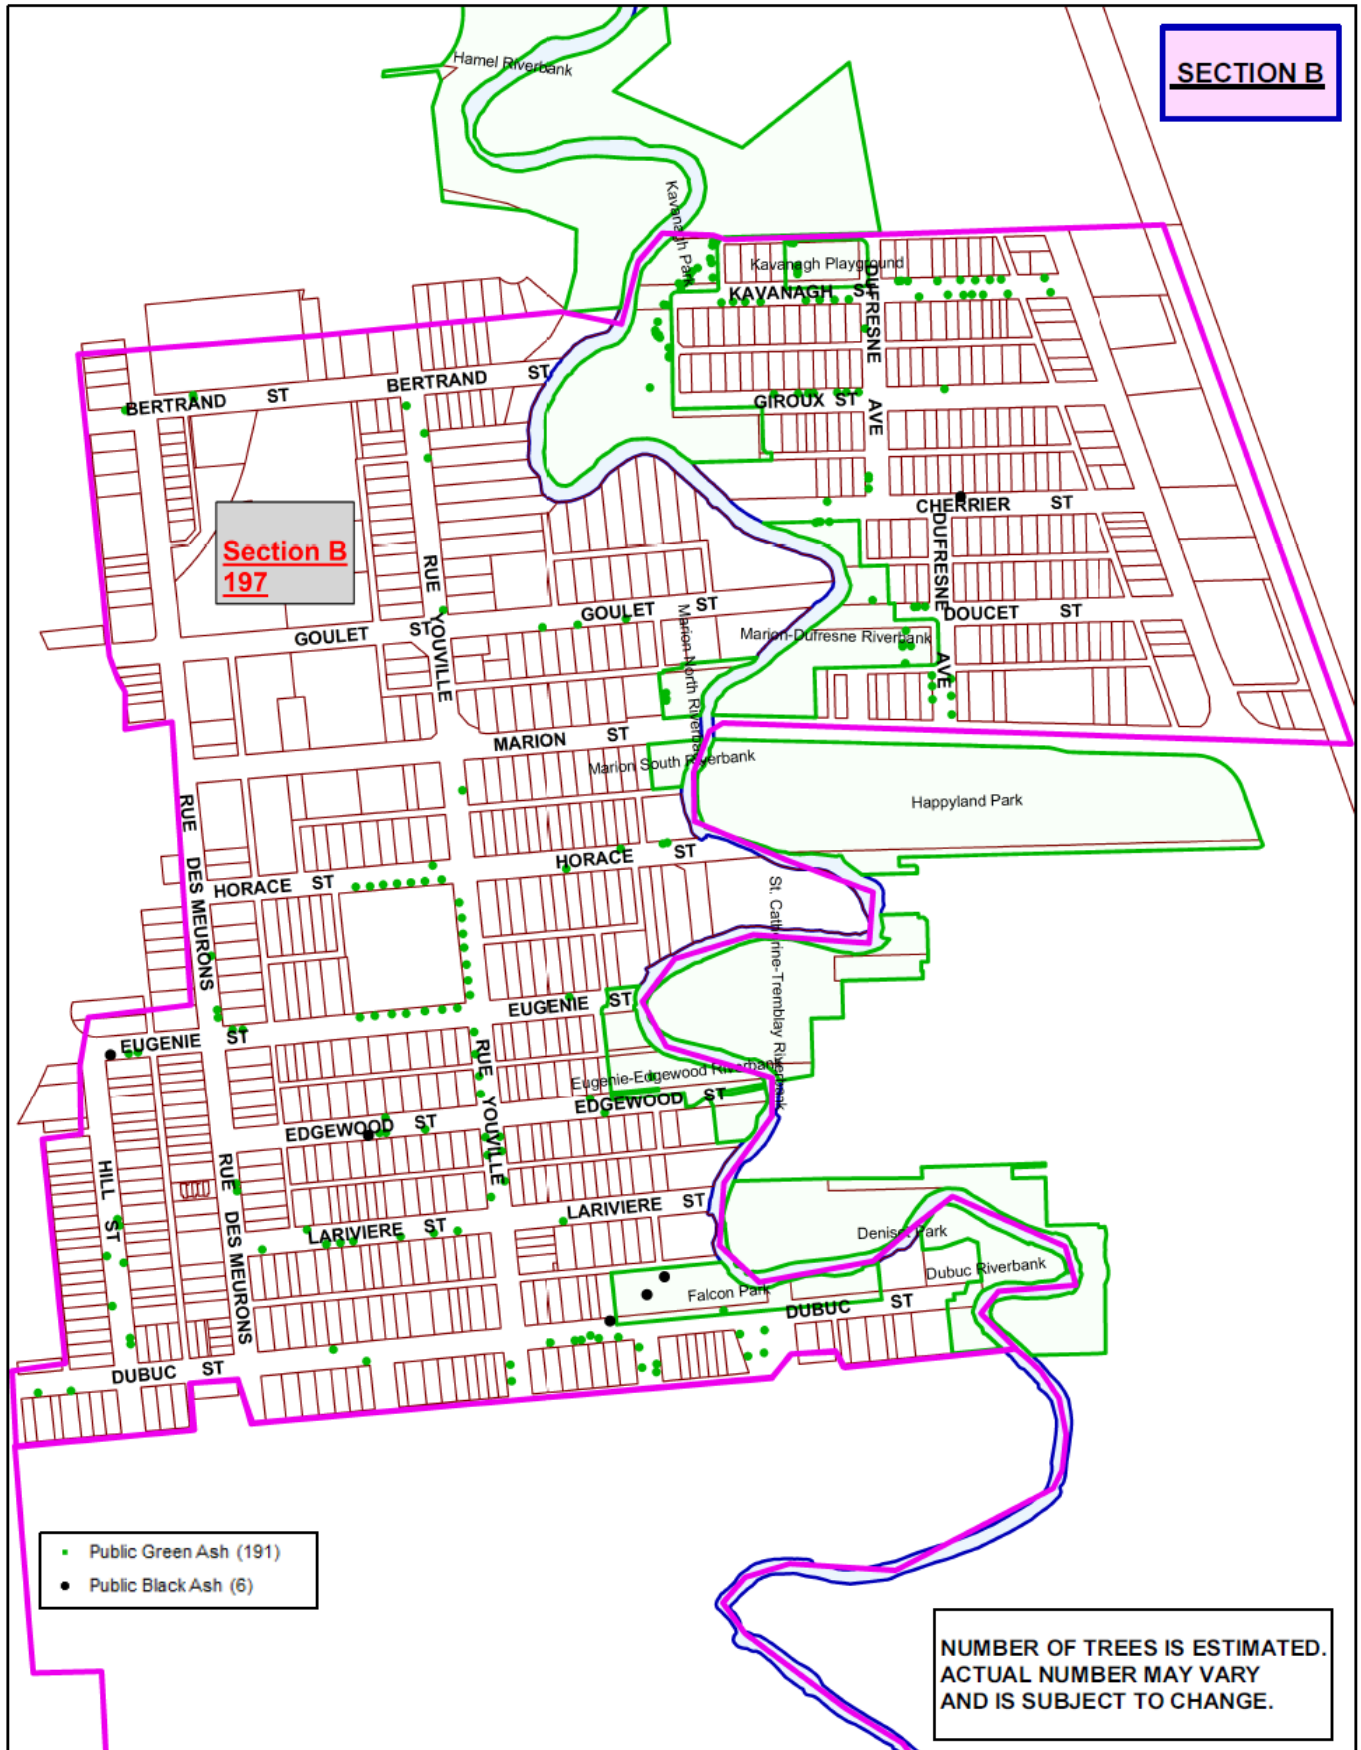 SECTION B
Hamel Riverbank
Kavanagh Park
Kavanagh Playground
KAVANAGH ST
DUFRESNE AVE
BERTRAND ST
BERTRAND ST
GIROUX ST
CHERRIER ST
Section B
197
RUE YOUVILLE
DUFRESNE AVE
GOULET ST
GOULET ST
DOUCET ST
Marion North Riverbank
Marion-Dufresne Riverbank
MARION ST
Marion South Riverbank
Happyland Park
RUE DES MEURONS
HORACE ST
HORACE ST
St. Catherine-Tremblay Riverbank
EUGENIE ST
EUGENIE ST
RUE YOUVILLE
Eugenie-Edgewood Riverbank
EDGEWOOD ST
EDGEWOOD ST
HILL ST
RUE DES MEURONS
LARIVIERE ST
LARIVIERE ST
Deniset Park
Dubuc Riverbank
Falcon Park
DUBUC ST
DUBUC ST
Public Green Ash (191)
Public Black Ash (6)
NUMBER OF TREES IS ESTIMATED.
ACTUAL NUMBER MAY VARY
AND IS SUBJECT TO CHANGE.